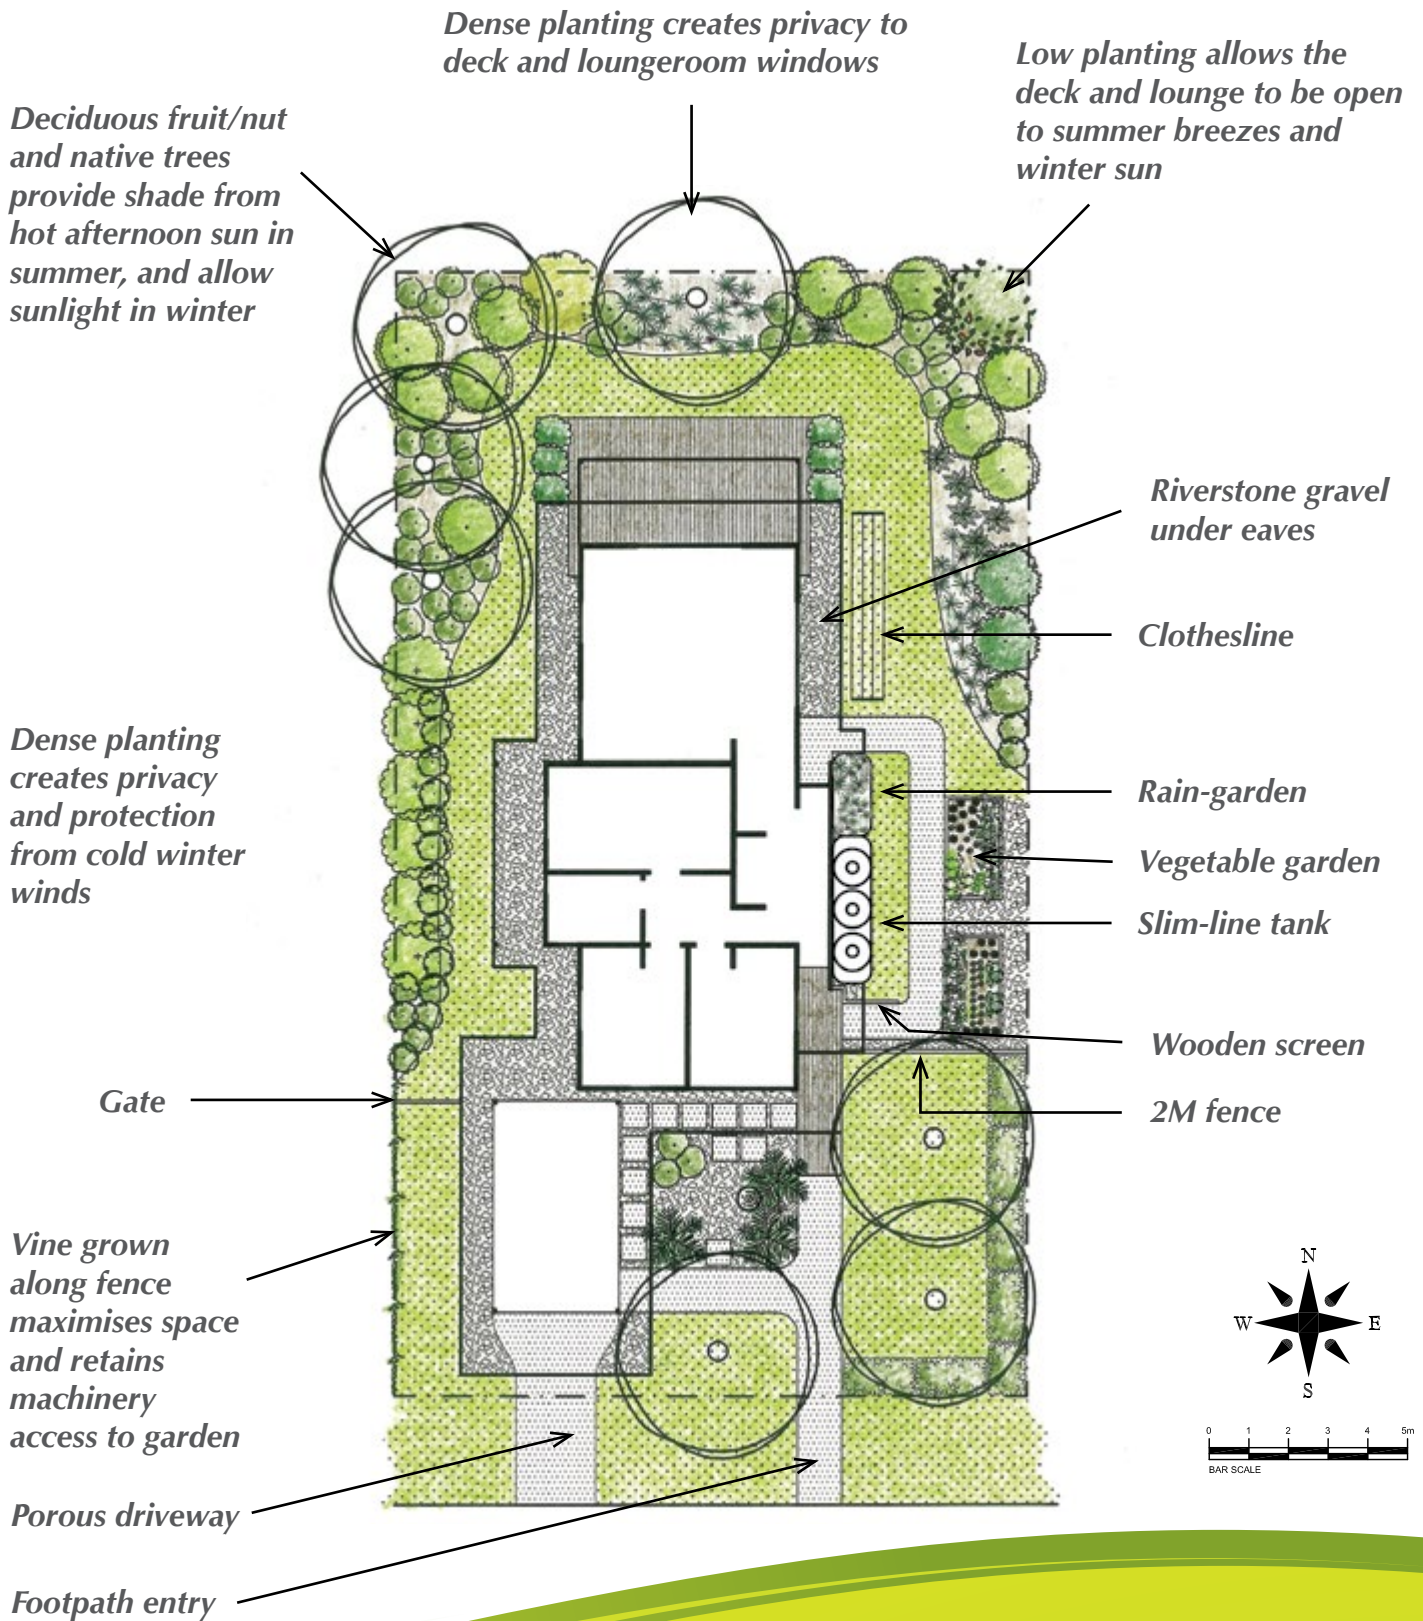 Dense planting creates privacy to
deck and loungeroom windows
Low planting allows the
deck and lounge to be open
to summer breezes and
winter sun
Deciduous fruit/nut
and native trees
provide shade from
hot afternoon sun in
summer, and allow
sunlight in winter
Riverstone gravel
under eaves
Clothesline
Dense planting
creates privacy
and protection
from cold winter
winds
Rain-garden
Vegetable garden
Slim-line tank
Wooden screen
2M fence
Gate
Vine grown
along fence
maximises space
and retains
machinery
access to garden
N
W E
S
0 1 2 3 4 5m
BAR SCALE
Porous driveway
Footpath entry